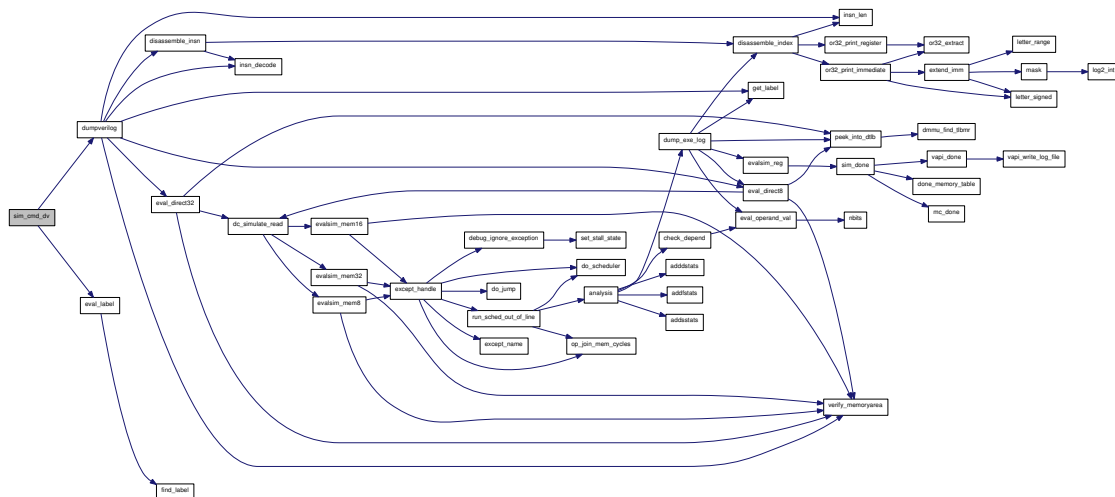 sim_cmd_dv
dumpverilog
eval_label
disassemble_insn
insn_decode
eval_direct32
find_label
dc_simulate_read
evalsim_mem16
evalsim_mem32
evalsim_mem8
except_handle
debug_ignore_exception
do_jump
run_sched_out_of_line
except_name
set_stall_state
do_scheduler
analysis
op_join_mem_cycles
dump_exe_log
check_depend
adddstats
addfstats
addsstats
disassemble_index
get_label
evalsim_reg
eval_direct8
eval_operand_val
insn_len
or32_print_register
or32_print_immediate
peek_into_dtlb
sim_done
nbits
verify_memoryarea
or32_extract
extend_imm
dmmu_find_tlbmr
vapi_done
done_memory_table
mc_done
letter_range
mask
letter_signed
vapi_write_log_file
log2_int